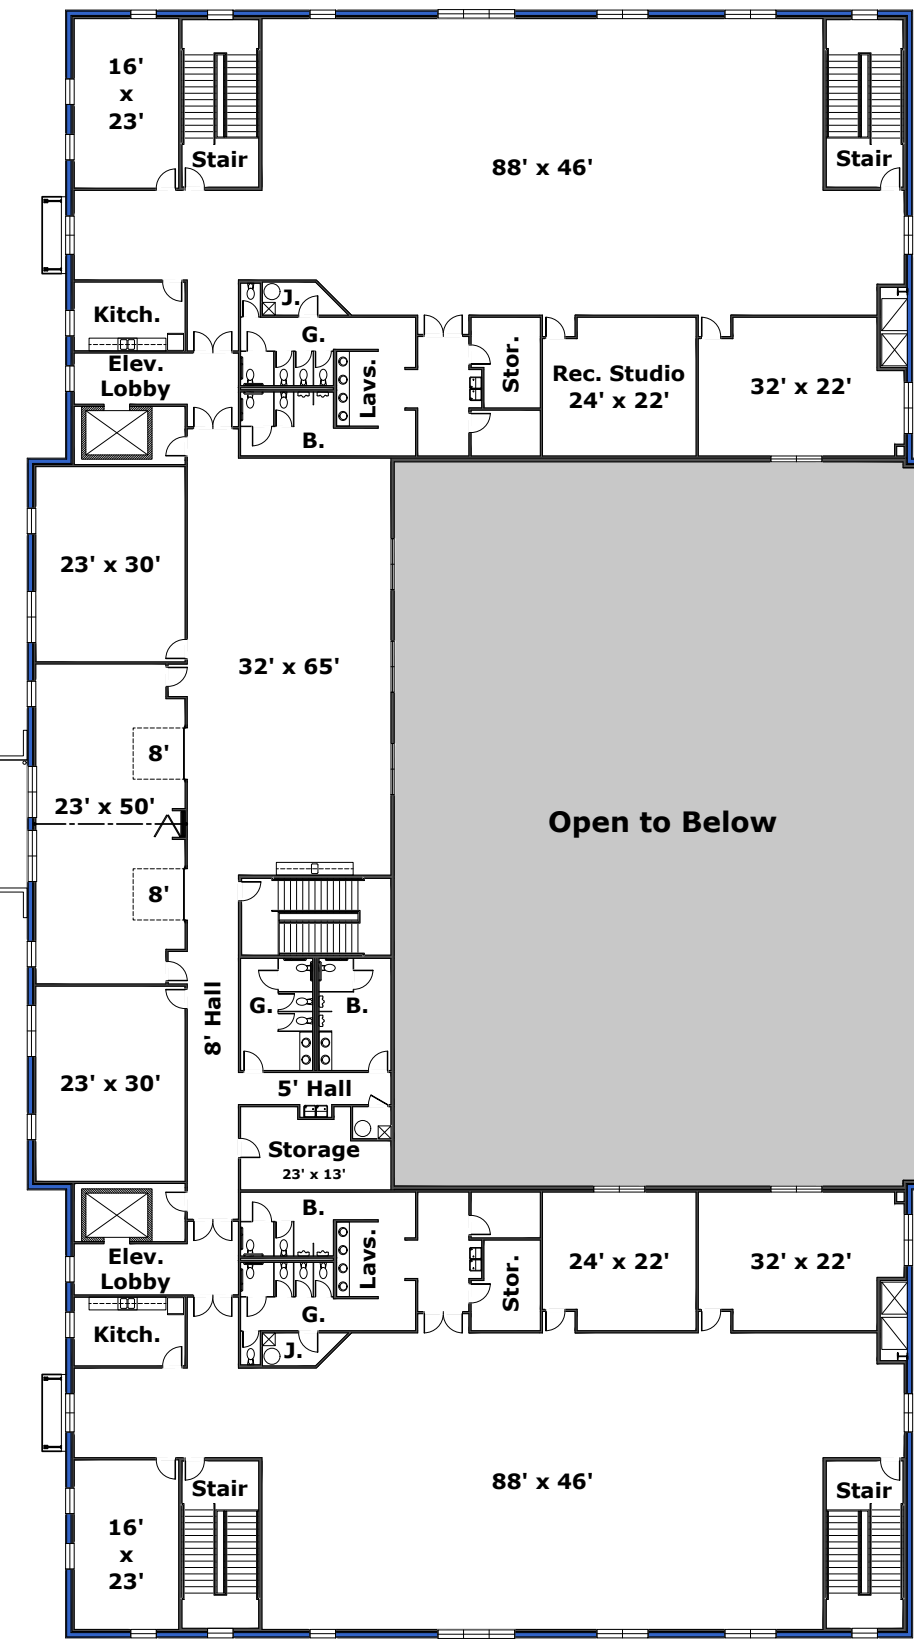 16'
x
23'
Stair
88' x 46'
Stair
Kitch.
J.
G.
Elev.
Lobby
Lavs.
Stor.
Rec. Studio
24' x 22'
32' x 22'
B.
23' x 30'
32' x 65'
8'
23' x 50'
Open to Below
8'
8' Hall
G.
B.
23' x 30'
5' Hall
Storage
23' x 13'
B.
Elev.
Lobby
Lavs.
Stor.
24' x 22'
32' x 22'
G.
Kitch.
J.
Stair
88' x 46'
Stair
16'
x
23'